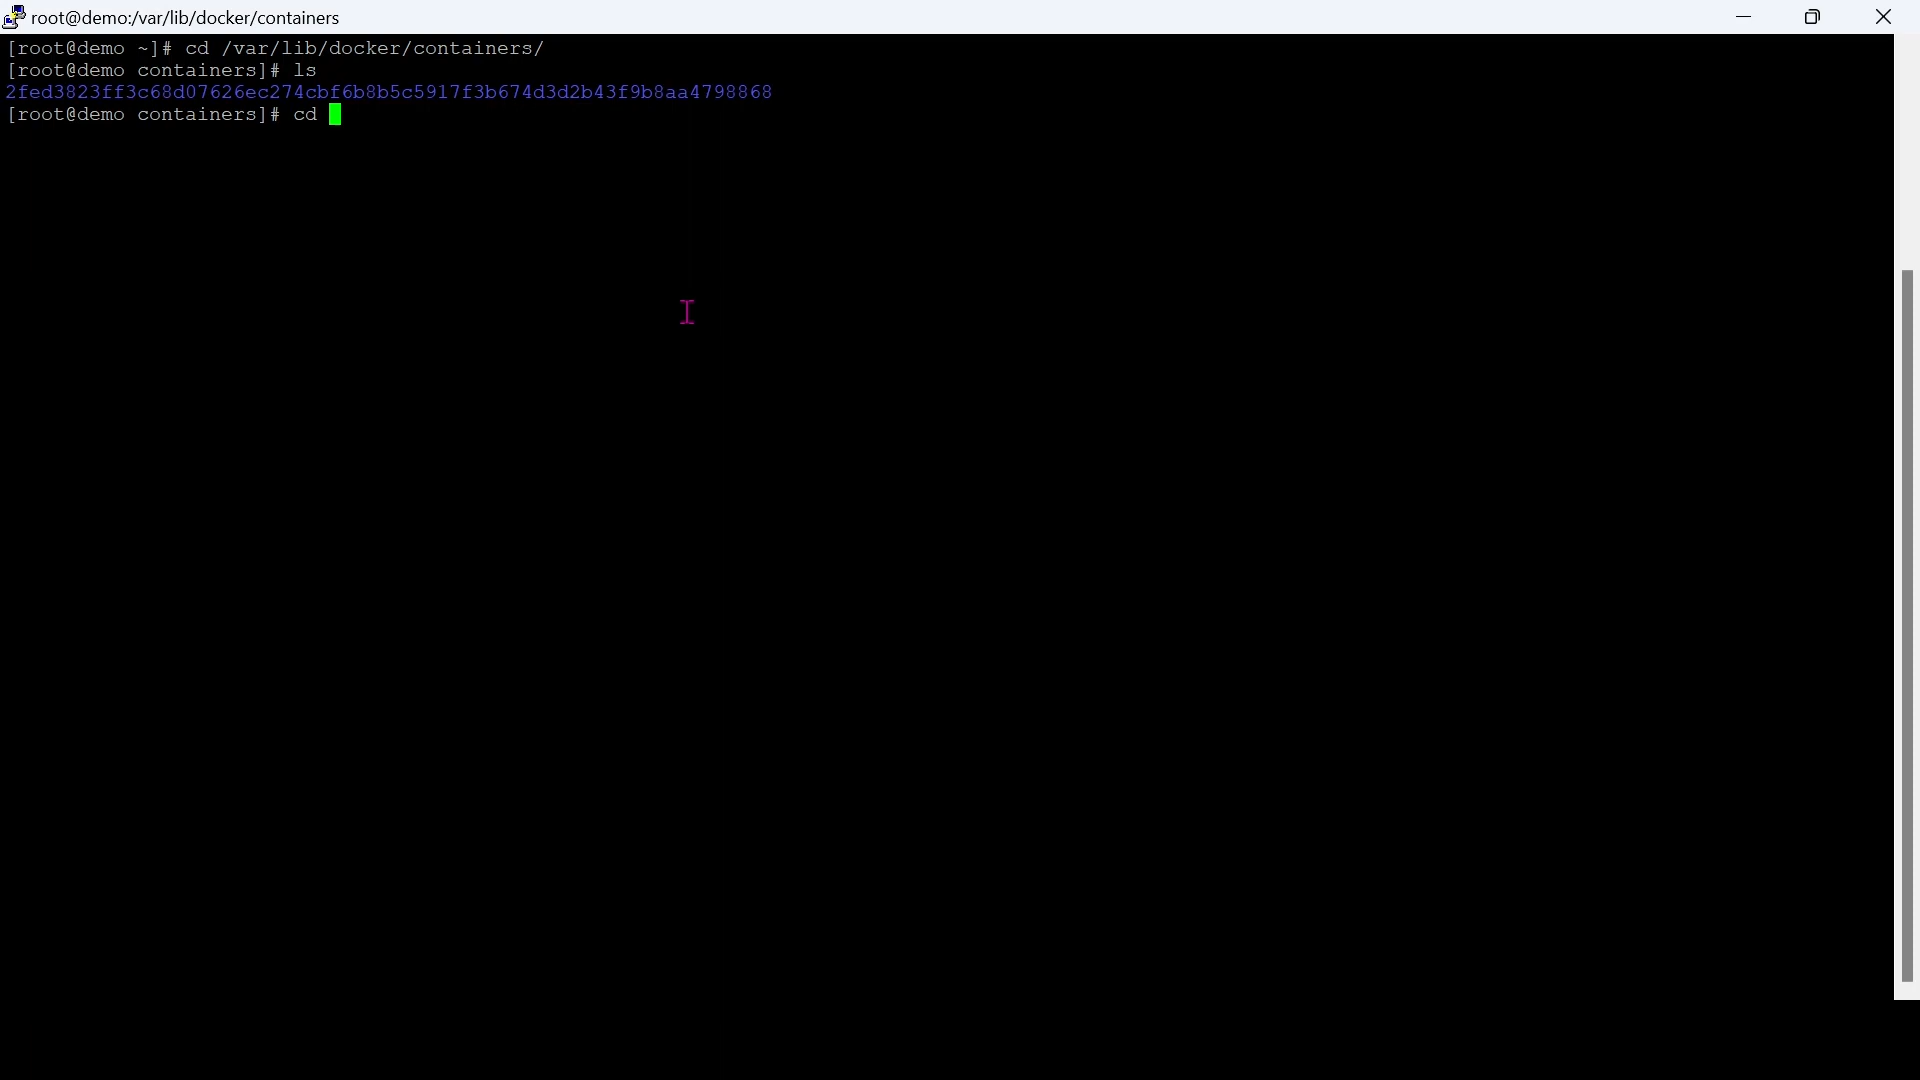 root@demo:/var/lib/docker/containers
[root@demo ~]# cd /var/lib/docker/containers/
[root@demo containers]# ls
2fed3823ff3c68d07626ec274cbf6b8b5c5917f3b674d3d2b43f9b8aa4798868
[root@demo containers]# cd